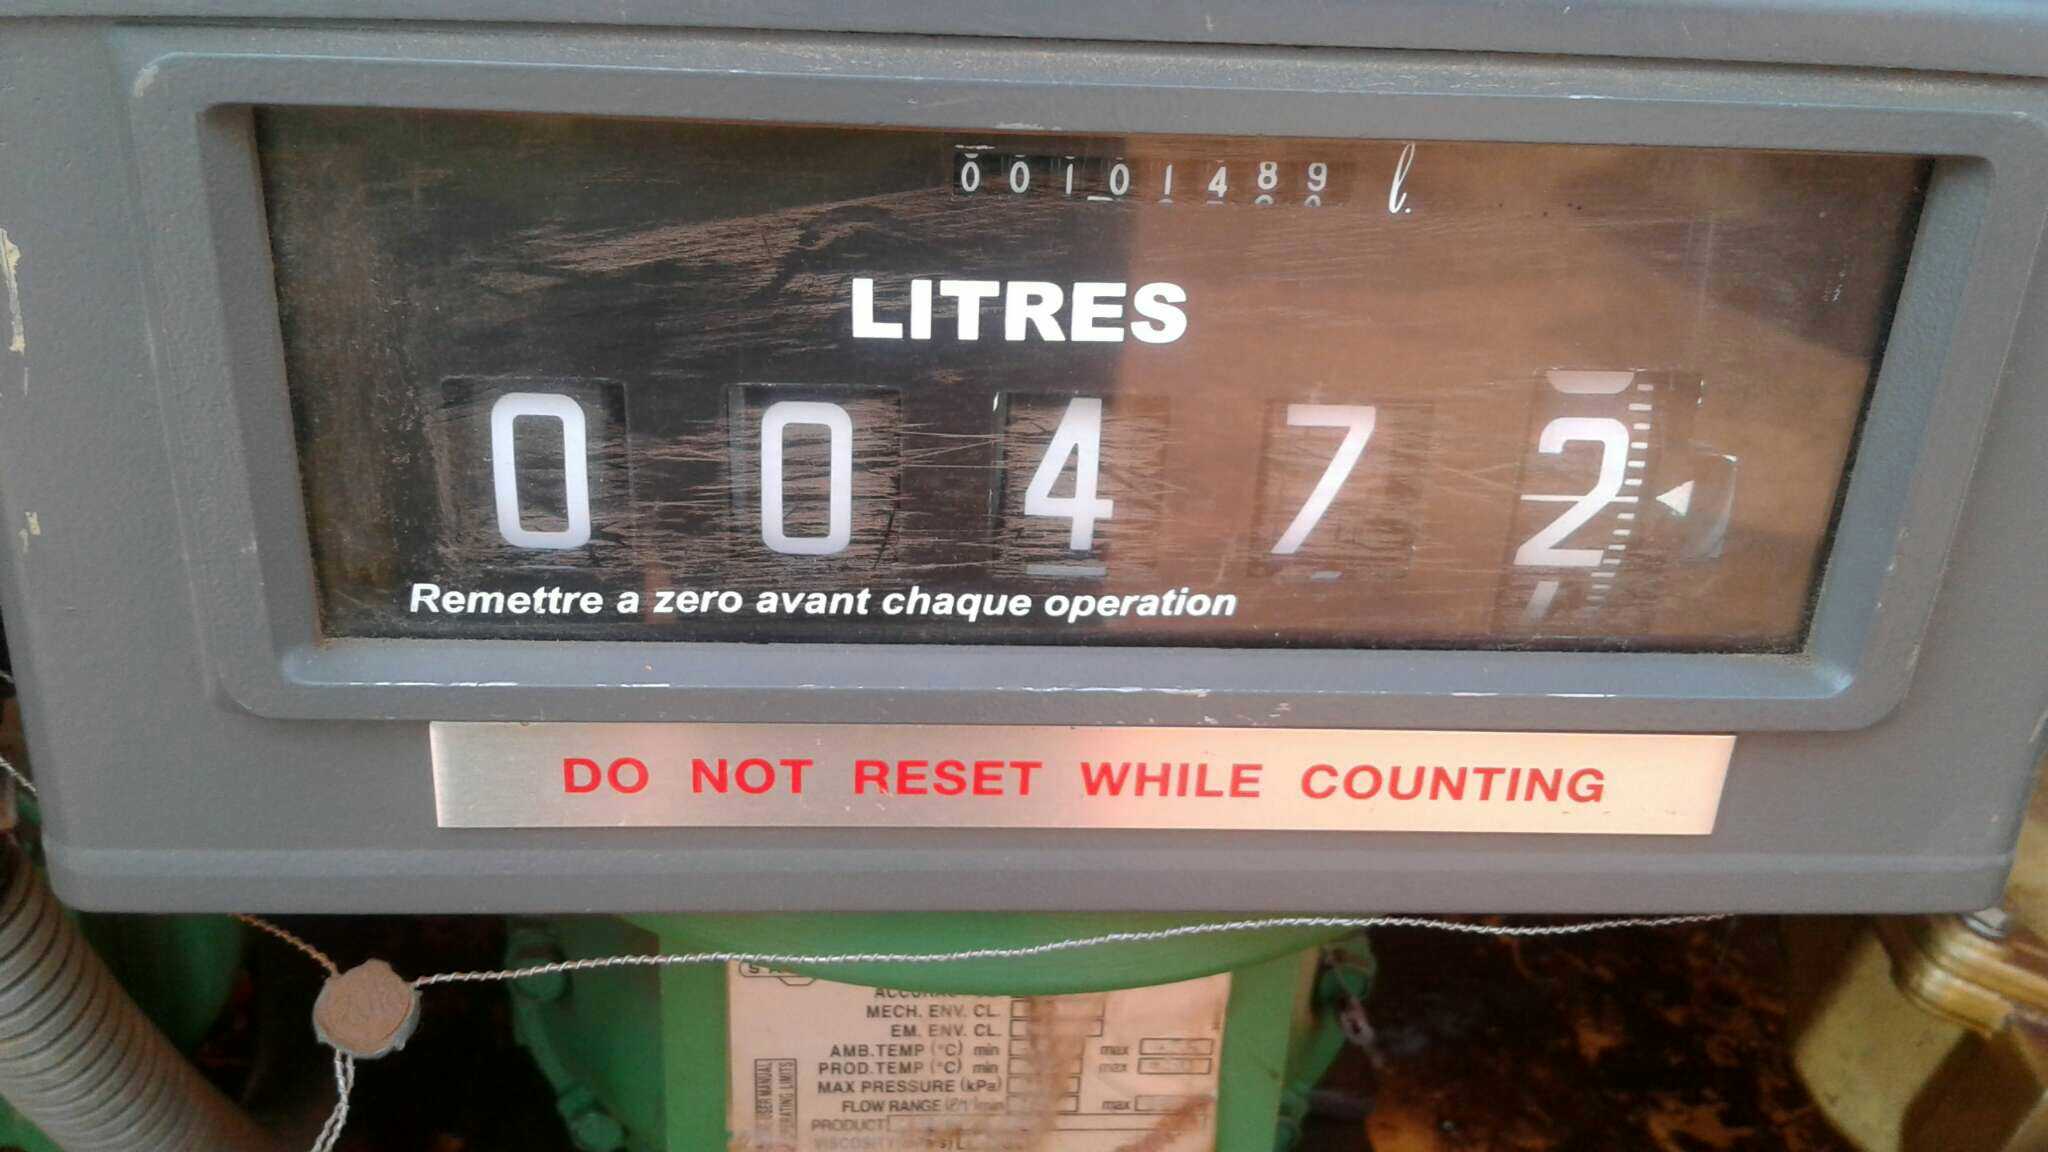 00101489 l.
LITRES
00472
Remettre a zero avant chaque operation
DO NOT RESET WHILE COUNTING
MECH. ENV. CL.
EM. ENV. CL.
AMB.TEMP (°C) min max
PROD.TEMP (°C) min max
MAX PRESSURE (kPa)
FLOW RANGE max
PRODUCT